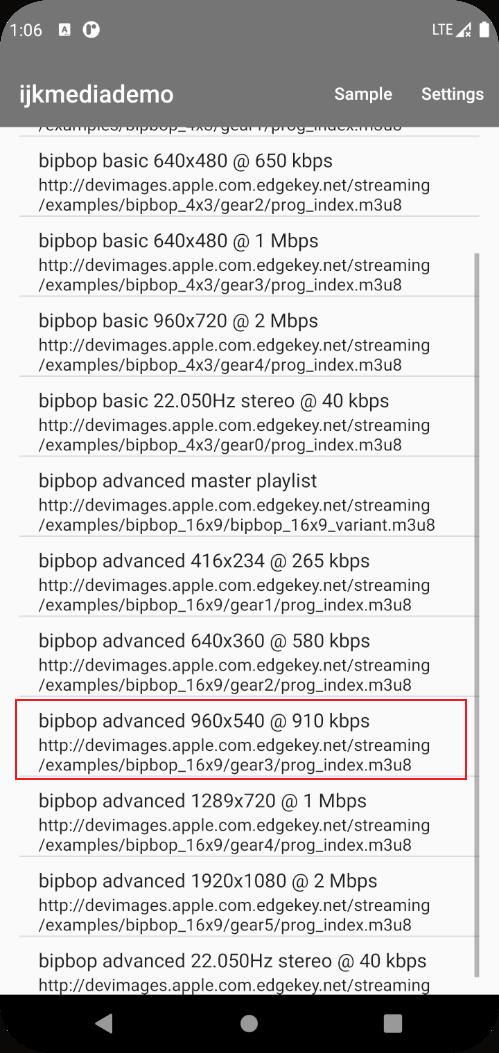 1:06
LTE
ijkmediademo
Sample
Settings
/examples/bipbop_4x3/gear1/prog_index.m3u8
bipbop basic 640x480 @ 650 kbps
http://devimages.apple.com.edgekey.net/streaming
/examples/bipbop_4x3/gear2/prog_index.m3u8
bipbop basic 640x480 @ 1 Mbps
http://devimages.apple.com.edgekey.net/streaming
/examples/bipbop_4x3/gear3/prog_index.m3u8
bipbop basic 960x720 @ 2 Mbps
http://devimages.apple.com.edgekey.net/streaming
/examples/bipbop_4x3/gear4/prog_index.m3u8
bipbop basic 22.050Hz stereo @ 40 kbps
http://devimages.apple.com.edgekey.net/streaming
/examples/bipbop_4x3/gear0/prog_index.m3u8
bipbop advanced master playlist
http://devimages.apple.com.edgekey.net/streaming
/examples/bipbop_16x9/bipbop_16x9_variant.m3u8
bipbop advanced 416x234 @ 265 kbps
http://devimages.apple.com.edgekey.net/streaming
/examples/bipbop_16x9/gear1/prog_index.m3u8
bipbop advanced 640x360 @ 580 kbps
http://devimages.apple.com.edgekey.net/streaming
/examples/bipbop_16x9/gear2/prog_index.m3u8
bipbop advanced 960x540 @ 910 kbps
http://devimages.apple.com.edgekey.net/streaming
/examples/bipbop_16x9/gear3/prog_index.m3u8
bipbop advanced 1289x720 @ 1 Mbps
http://devimages.apple.com.edgekey.net/streaming
/examples/bipbop_16x9/gear4/prog_index.m3u8
bipbop advanced 1920x1080 @ 2 Mbps
http://devimages.apple.com.edgekey.net/streaming
/examples/bipbop_16x9/gear5/prog_index.m3u8
bipbop advanced 22.050Hz stereo @ 40 kbps
http://devimages.apple.com.edgekey.net/streaming